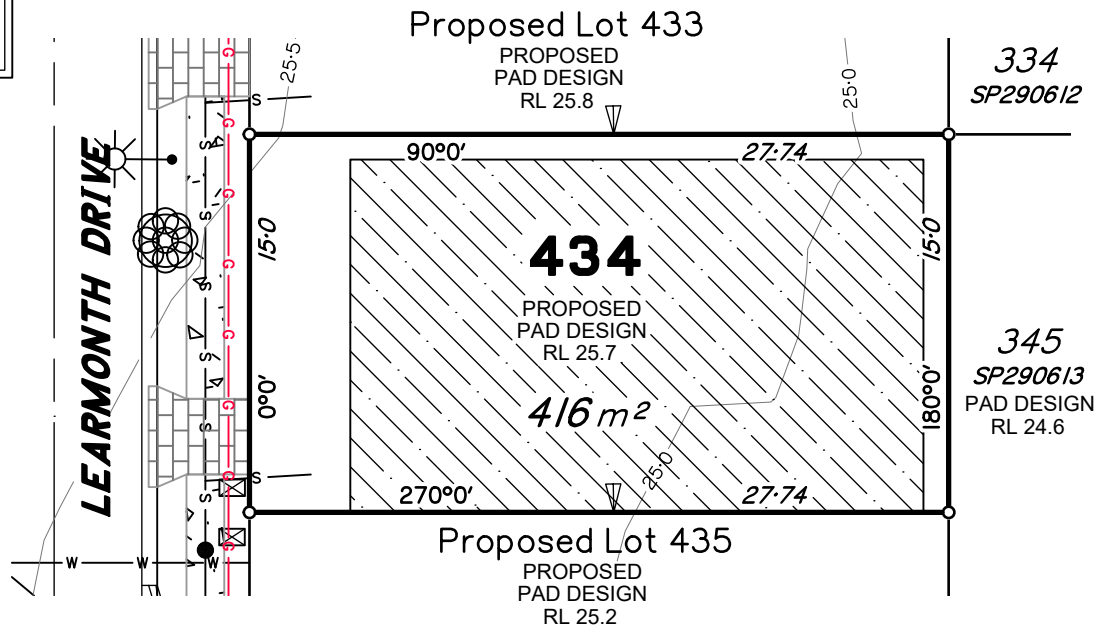 Proposed Lot 433
PROPOSED
PAD DESIGN
RL 25.8
25·5
25·0
334
SP290612
S
G
G
90°0'
27·74
LEARMONTH DRIVE
S
G
S
15·0
15·0
434
G
S
PROPOSED
PAD DESIGN
RL 25.7
G
S
345
SP290613
PAD DESIGN
RL 24.6
0°0'
180°0'
416 m²
G
S
25·0
G
S
S
270°0'
27·74
G
W
W
W
Proposed Lot 435
PROPOSED
PAD DESIGN
RL 25.2